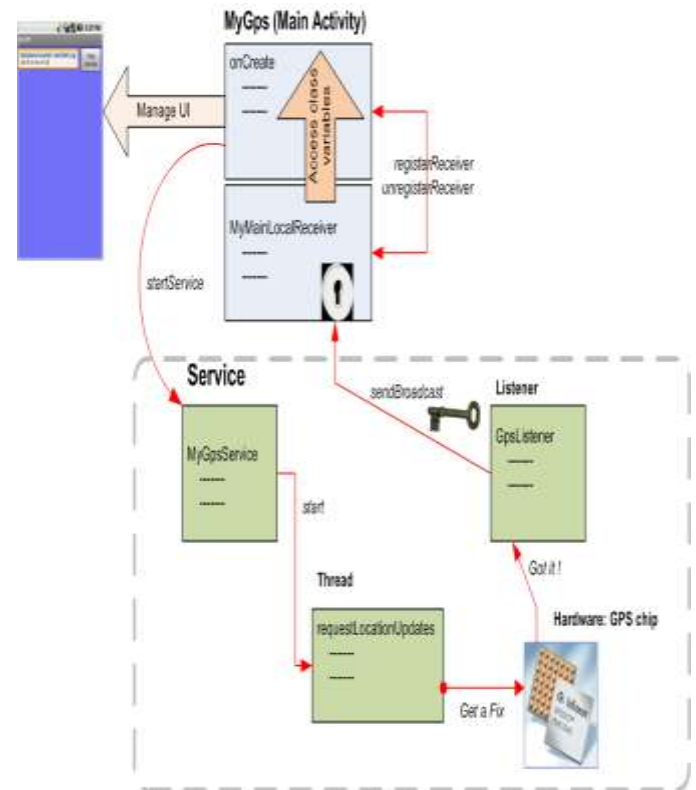 MyGps (Main Activity)
onCreate
-----
-----
Access class
variables
Manage UI
registerReceiver
unregisterReceiver
MyMainLocalReceiver
-----
-----
startService
Service
sendBroadcast
Listener
MyGpsService
-----
-----
GpsListener
-----
-----
start
Got it !
Thread
Hardware: GPS chip
requestLocationUpdates
-----
-----
Get a Fix